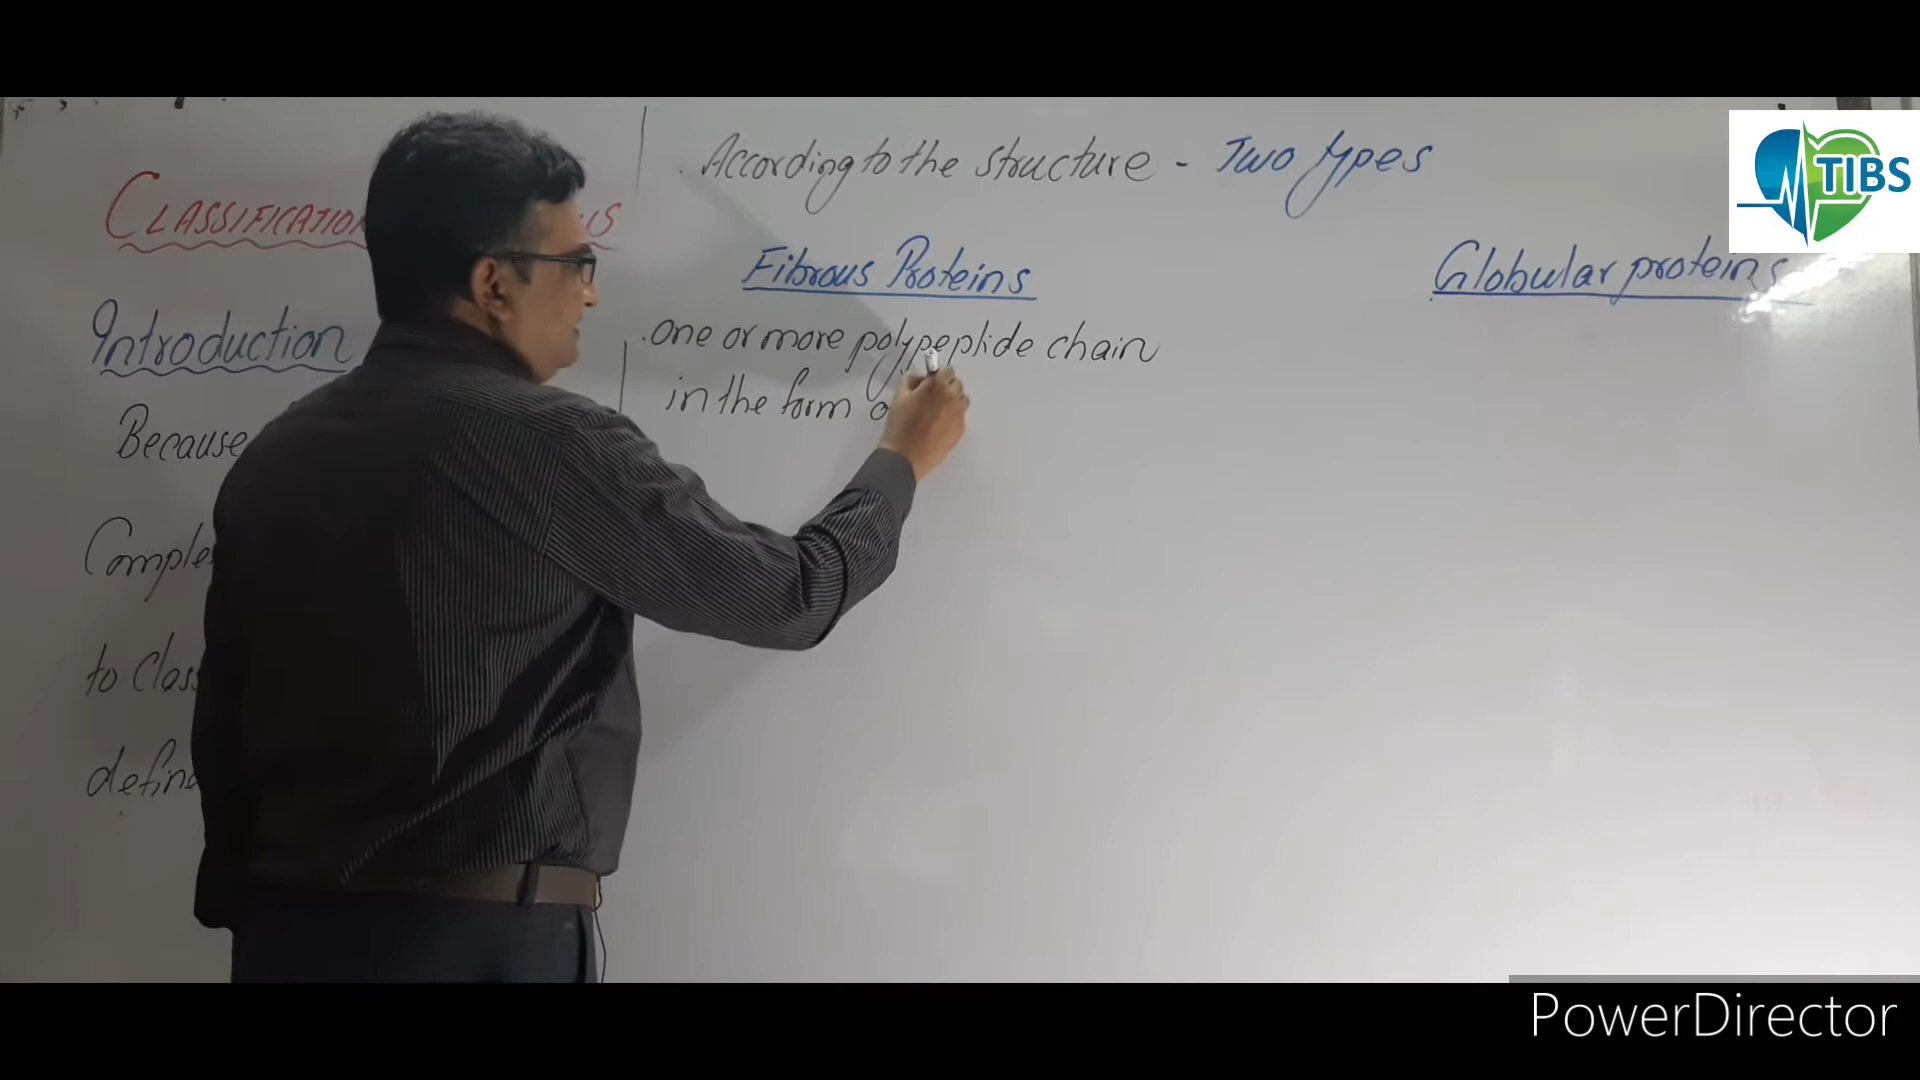 CLASSIFICATION
Introduction
Because
to
. According to the structure - Two types
Fibrous Proteins
Globular proteins
. one or more polypeptide chain
in the form
TIBS
PowerDirector